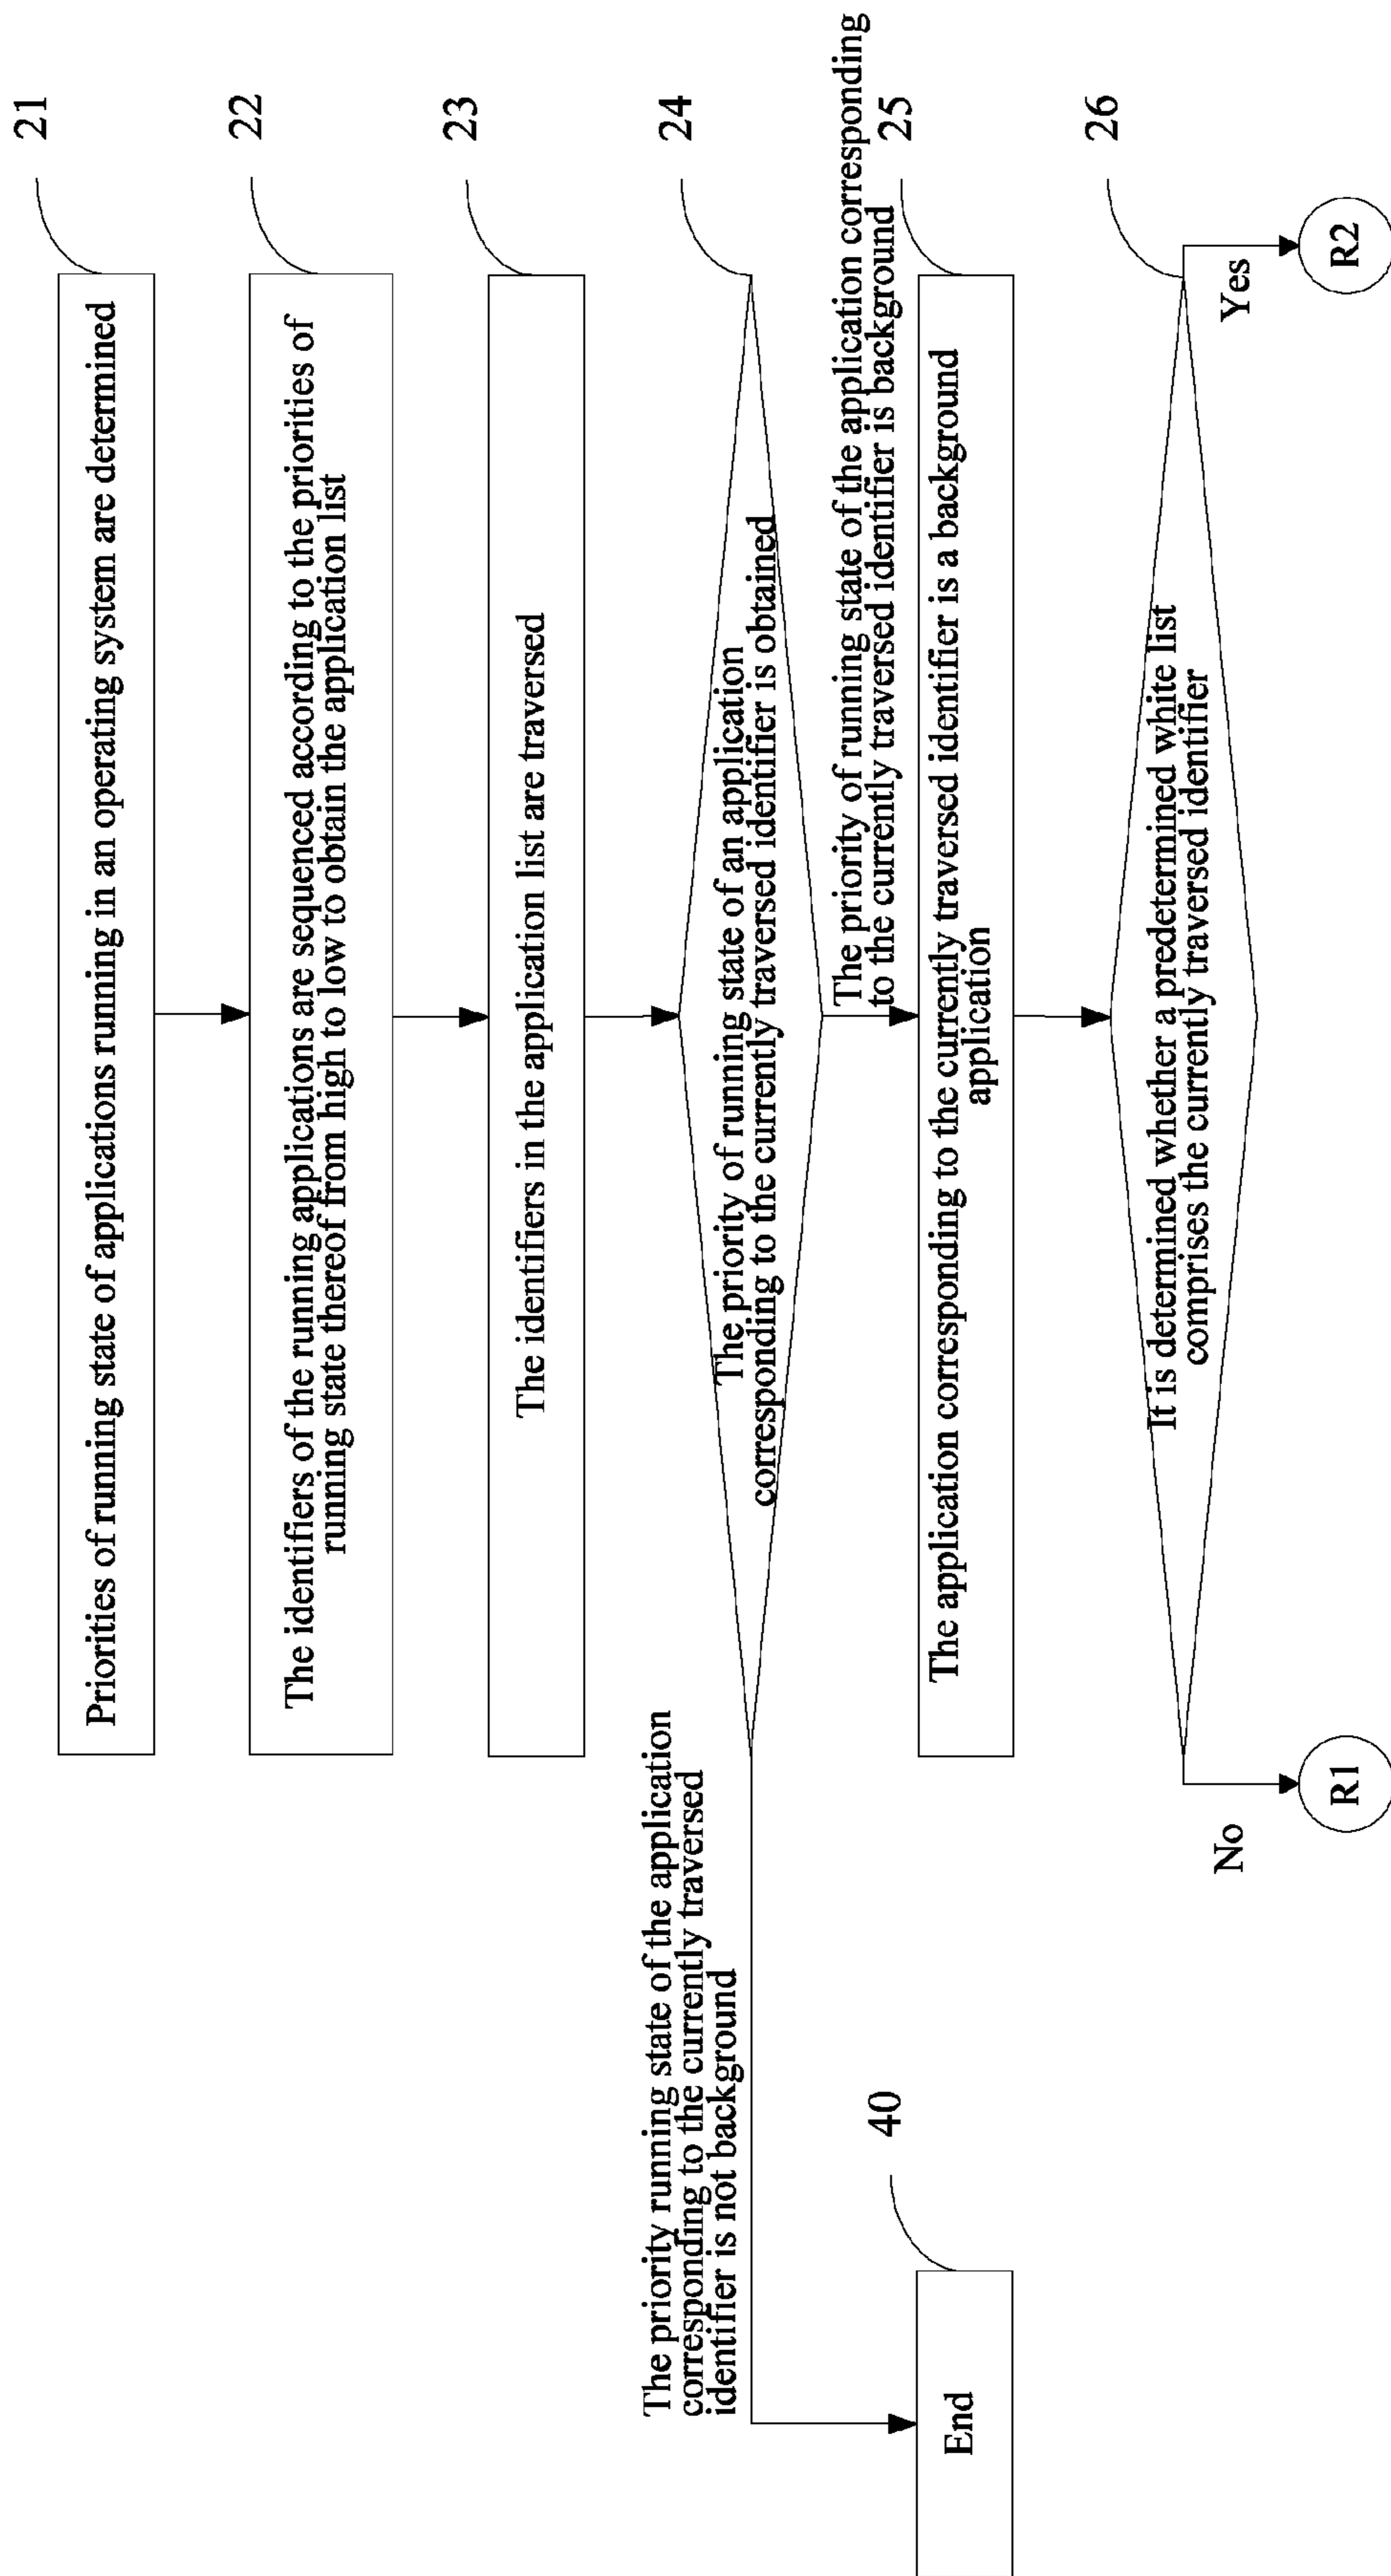 21
Priorities of running state of applications running in an operating system are determined
22
The identifiers of the running applications are sequenced according to the priorities of
running state thereof from high to low to obtain the application list
23
The identifiers in the application list are traversed
24
The priority of running state of an application
corresponding to the currently traversed identifier is obtained
The priority running state of the application
corresponding to the currently traversed
identifier is not background
The priority of running state of the application corresponding
to the currently traversed identifier is background
40
End
25
The application corresponding to the currently traversed identifier is a background
application
26
It is determined whether a predetermined white list
comprises the currently traversed identifier
No
Yes
R1
R2